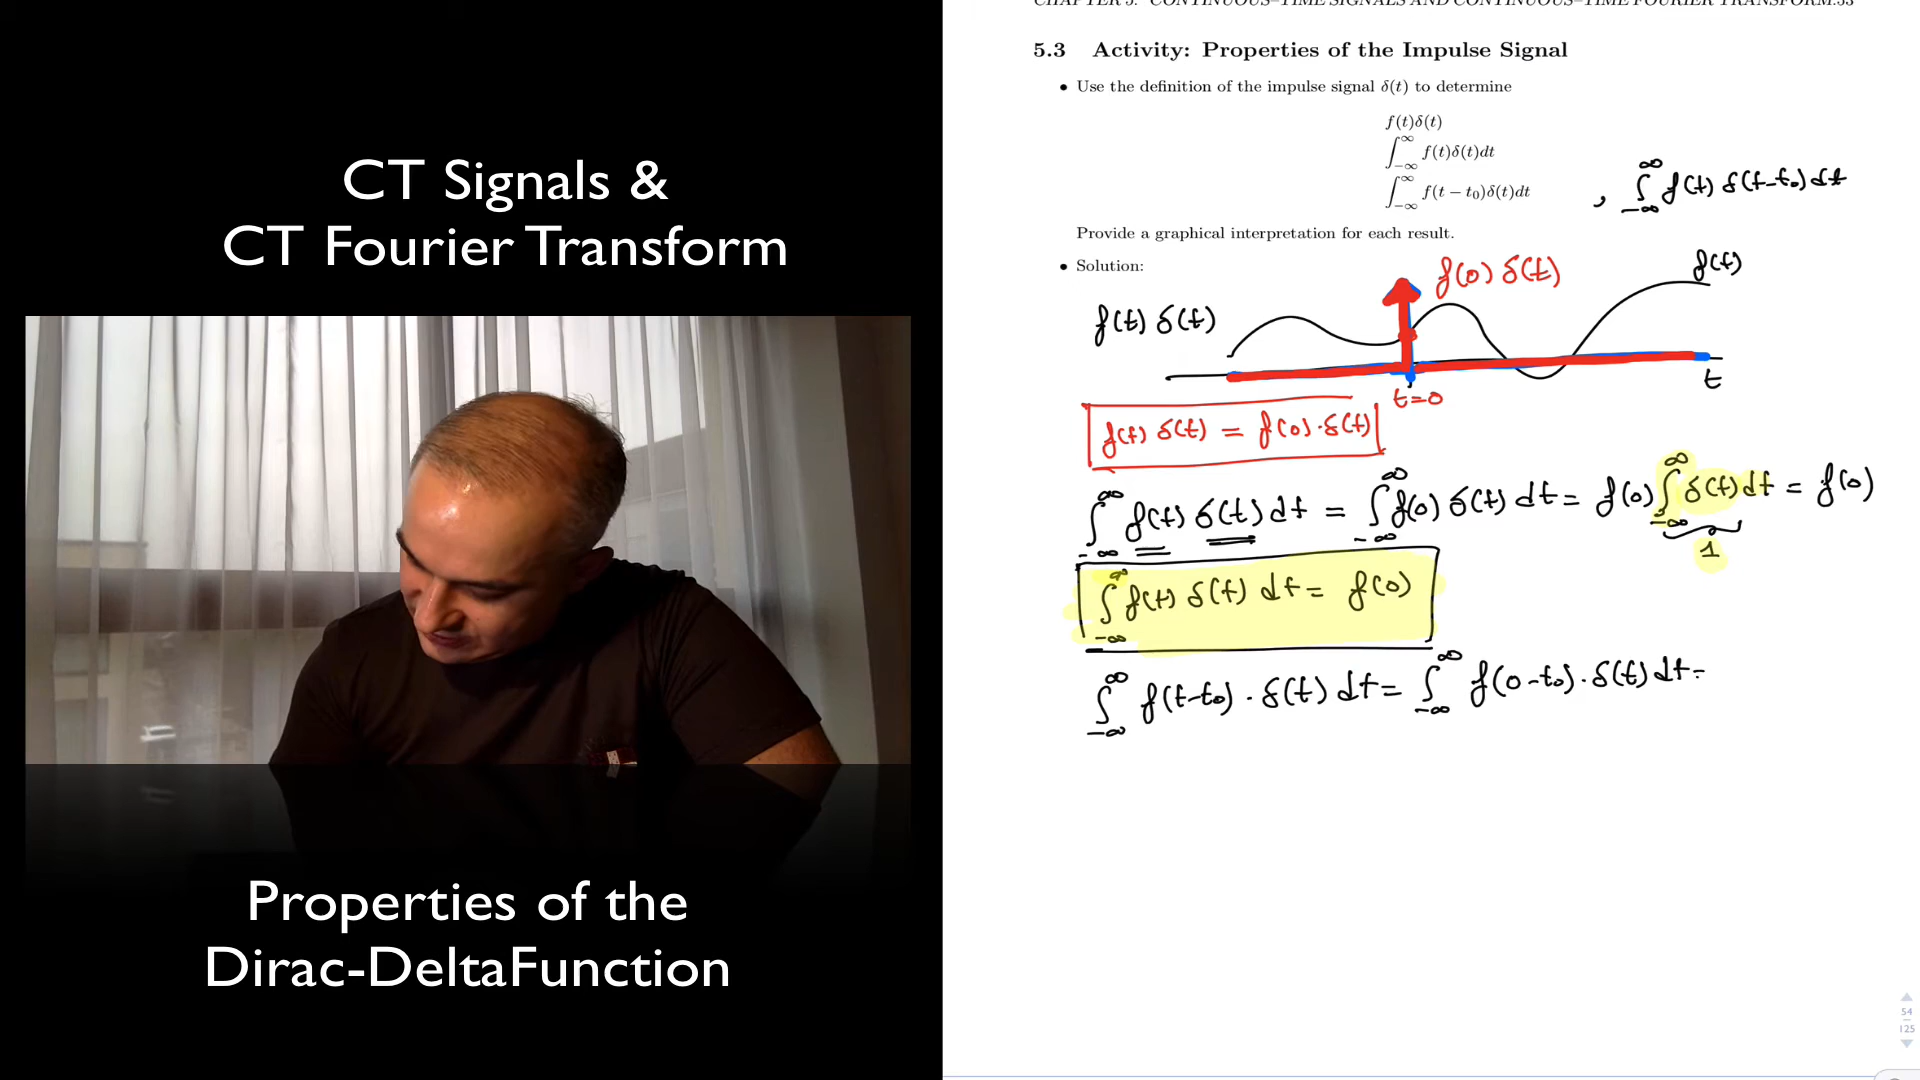 CT Signals &
CT Fourier Transform
Properties of the
Dirac-DeltaFunction
5.3 Activity: Properties of the Impulse Signal
• Use the definition of the impulse signal δ(t) to determine
f(t)δ(t)
∫_{-∞}^{∞} f(t)δ(t)dt
∫_{-∞}^{∞} f(t − t₀)δ(t)dt , ∫_{-∞}^{∞} f(t) δ(t-t₀) dt
Provide a graphical interpretation for each result.
• Solution:
f(0) δ(t)
f(t)
f(t) δ(t)
t
t=0
f(t) δ(t) = f(0)·δ(t)
∫_{-∞}^{∞} f(t) δ(t) dt = ∫_{-∞}^{∞} f(0) δ(t) dt = f(0) ∫_{-∞}^{∞} δ(t) dt = f(0)
1
∫_{-∞}^{∞} f(t) δ(t) dt = f(0)
∫_{-∞}^{∞} f(t-t₀) · δ(t) dt = ∫_{-∞}^{∞} f(0-t₀) · δ(t) dt =
54
125